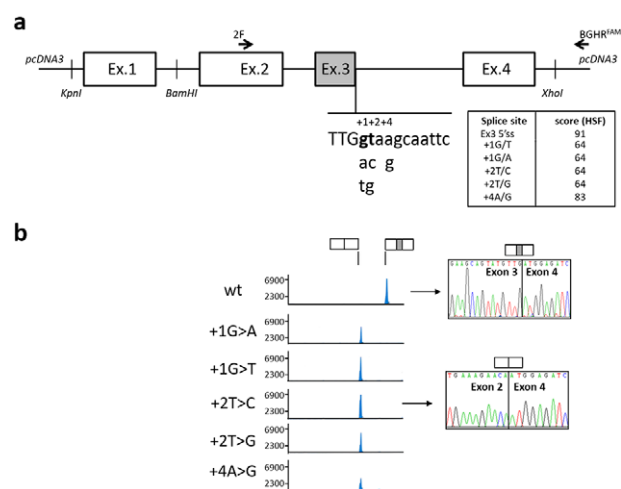 a
2F
BGHR^FAM
pcDNA3
Ex.1
Ex.2
Ex.3
Ex.4
pcDNA3
KpnI
BamHI
XhoI
+1+2+4
TTGgtaagcaattc
ac g
tg
Splice site score (HSF)
Ex3 5'ss 91
+1G/T 64
+1G/A 64
+2T/C 64
+2T/G 64
+4A/G 83
b
wt
6900
2300
GAAGCAGTATGTTGATGGAGATC
Exon 3 Exon 4
+1G>A
6900
2300
+1G>T
6900
2300
+2T>C
6900
2300
TGAAAGAACAATGGAGATC
Exon 2 Exon 4
+2T>G
6900
2300
+4A>G
6900
2300